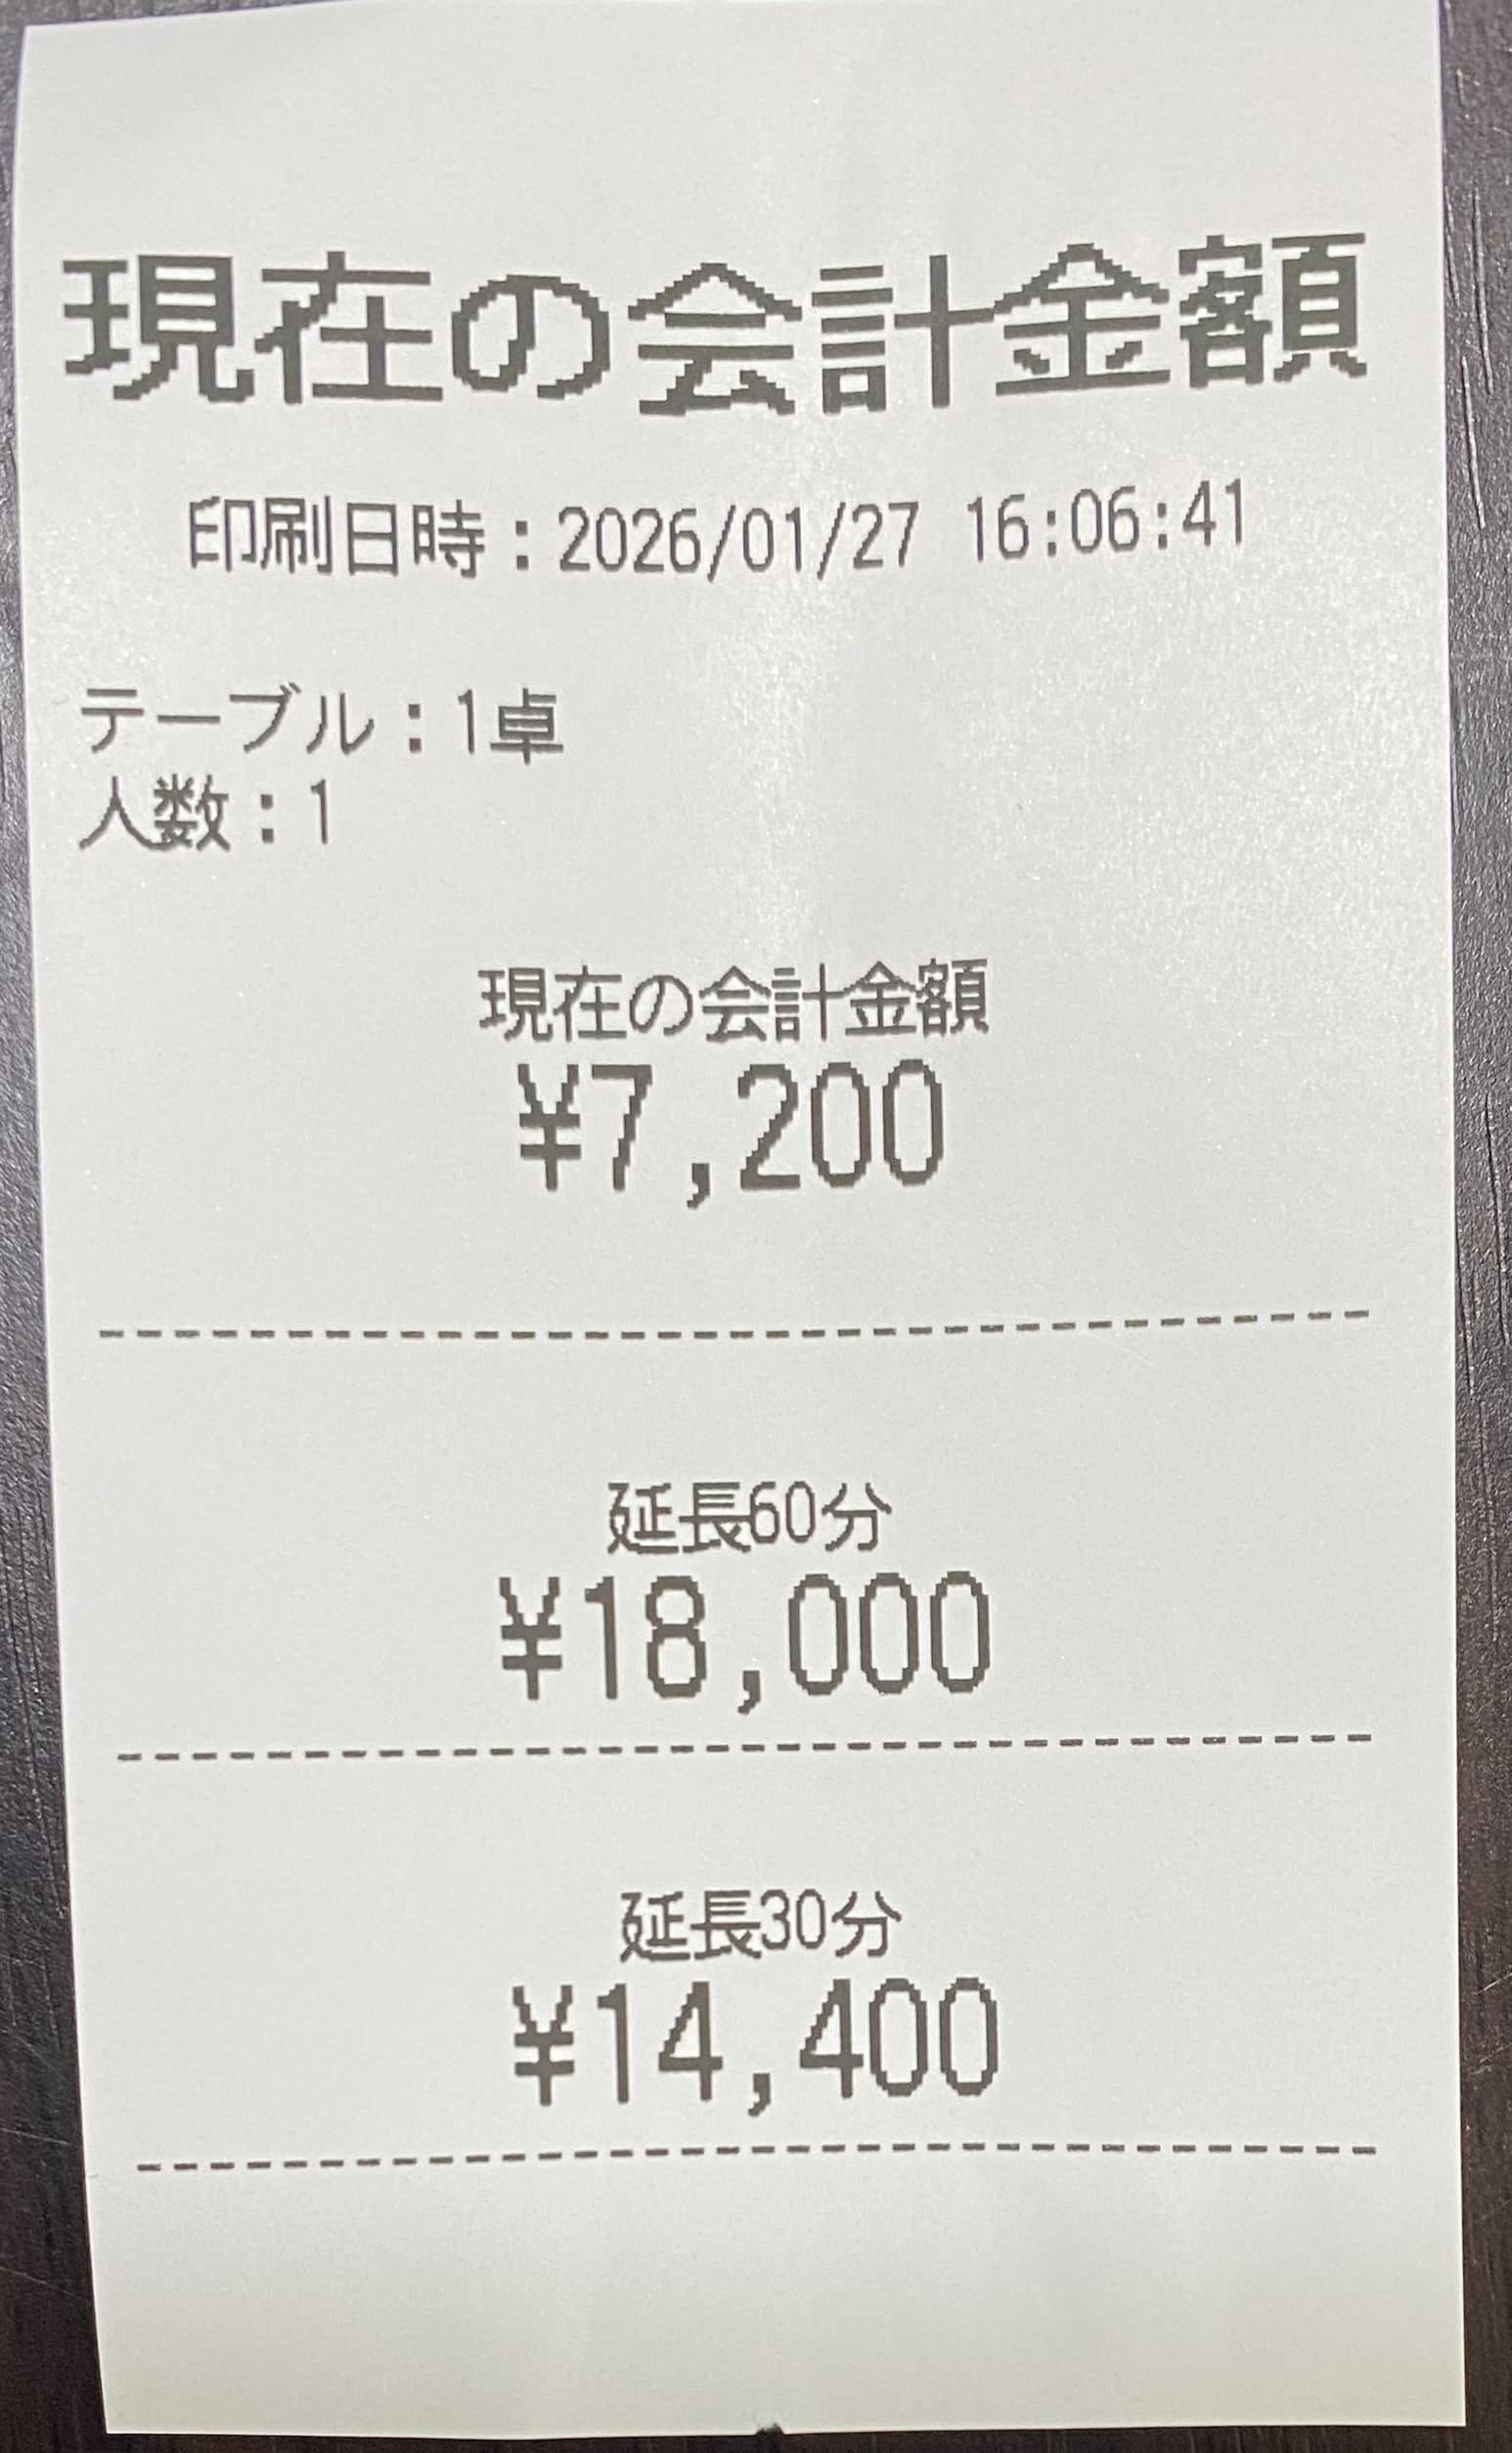 現在の会計金額
印刷日時：2026/01/27 16:06:41
テーブル：1卓
人数：1
現在の会計金額
¥7,200
延長60分
¥18,000
延長30分
¥14,400